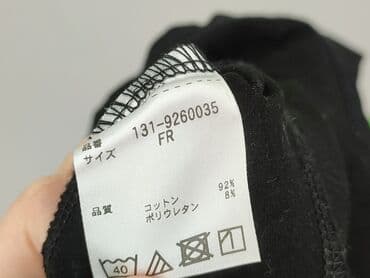 品番 131-9260035
サイズ FR
品質 コットン 92%
ポリウレタン 8%
40